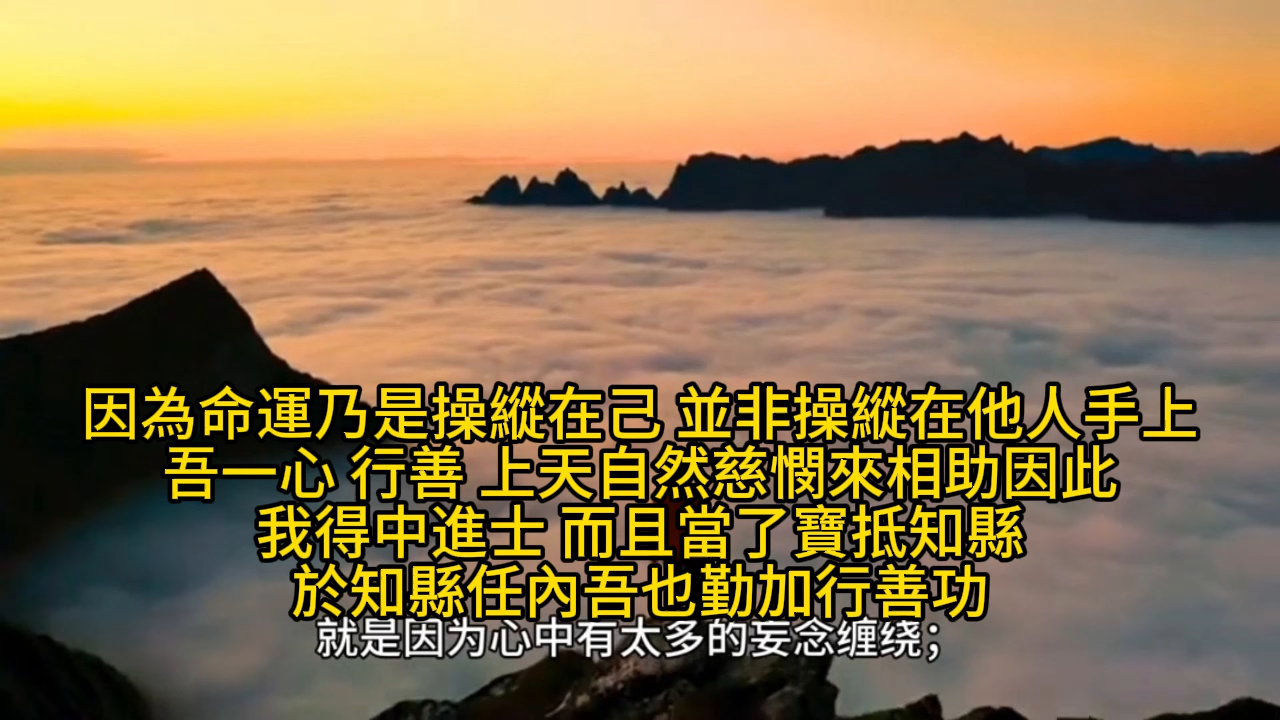 因為命運乃是操縱在己 並非操縱在他人手上
吾一心 行善 上天自然慈憫來相助因此
我得中進士 而且當了寶抵知縣
於知縣任內吾也勤加行善功
就是因为心中有太多的妄念缠绕；